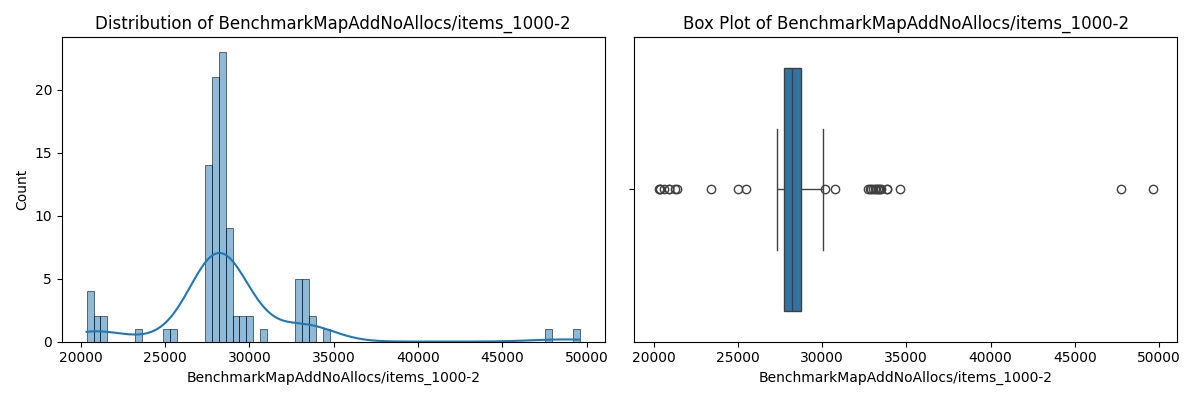 Distribution of BenchmarkMapAddNoAllocs/items_1000-2
Count
20
15
10
5
0
20000 25000 30000 35000 40000 45000 50000
BenchmarkMapAddNoAllocs/items_1000-2
Box Plot of BenchmarkMapAddNoAllocs/items_1000-2
20000 25000 30000 35000 40000 45000 50000
BenchmarkMapAddNoAllocs/items_1000-2